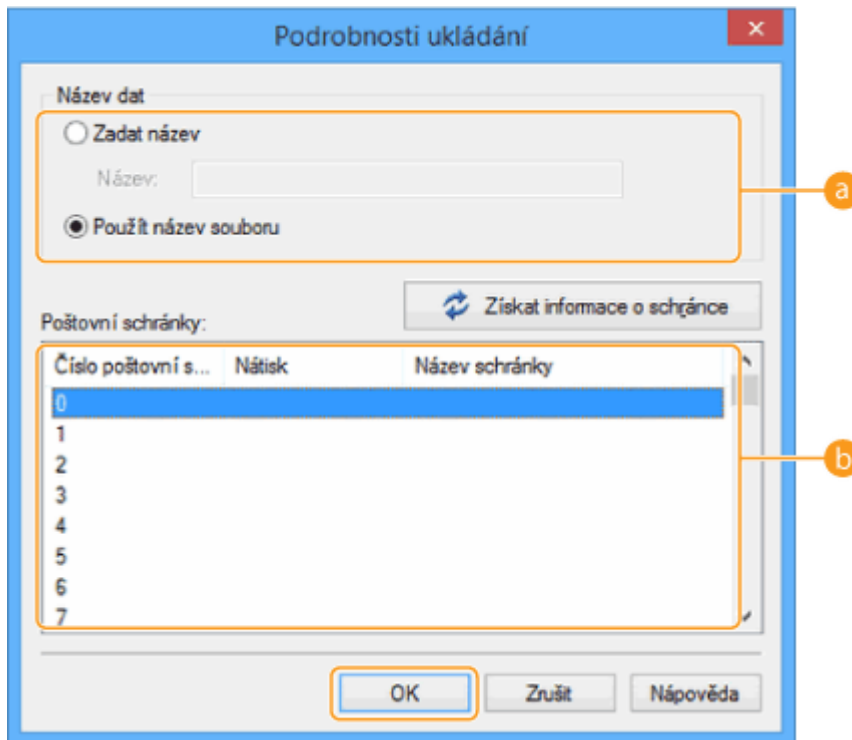 Podrobnosti ukládání
Název dat
Zadat název
Název:
a
Použít název souboru
Získat informace o schránce
Poštovní schránky:
Číslo poštovní s... Nátisk Název schránky
0
1
2
b
3
4
5
6
7
OK Zrušit Nápověda